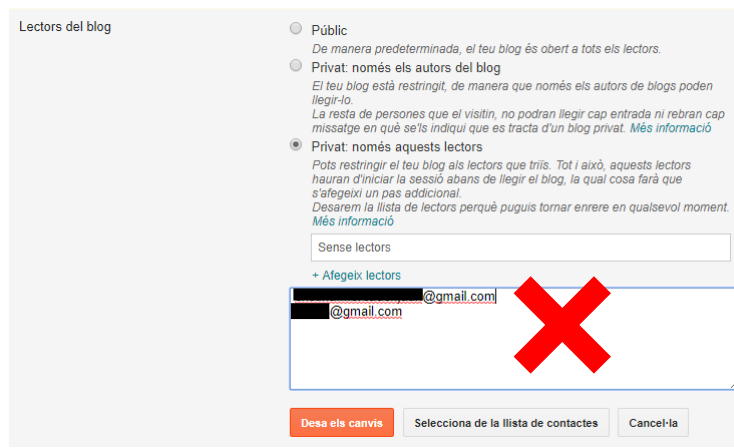 Lectors del blog
Públic
De manera predeterminada, el teu blog és obert a tots els lectors.
Privat: només els autors del blog
El teu blog està restringit, de manera que només els autors de blogs poden
llegir-lo.
La resta de persones que el visitin, no podran llegir cap entrada ni rebran cap
missatge en què se'ls indiqui que es tracta d'un blog privat. Més informació
Privat: només aquests lectors
Pots restringir el teu blog als lectors que triïs. Tot i això, aquests lectors
hauran d'iniciar la sessió abans de llegir el blog, la qual cosa farà que
s'afegeixi un pas addicional.
Desarem la llista de lectors perquè puguis tornar enrere en qualsevol moment.
Més informació
Sense lectors
+ Afegeix lectors
@gmail.com
@gmail.com
Desa els canvis
Selecciona de la llista de contactes
Cancel·la